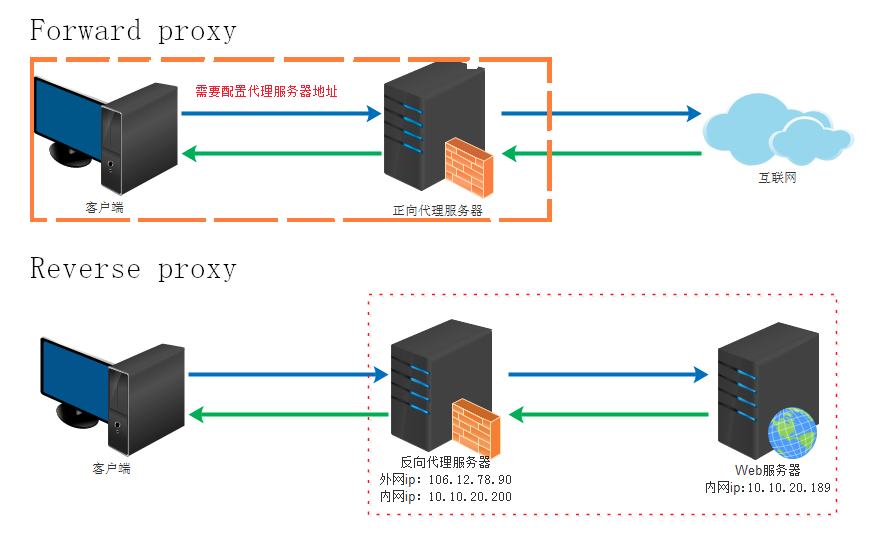 Forward proxy
需要配置代理服务器地址
客户端
正向代理服务器
互联网
Reverse proxy
客户端
反向代理服务器
外网ip: 106.12.78.90
内网ip: 10.10.20.200
Web服务器
内网ip:10.10.20.189